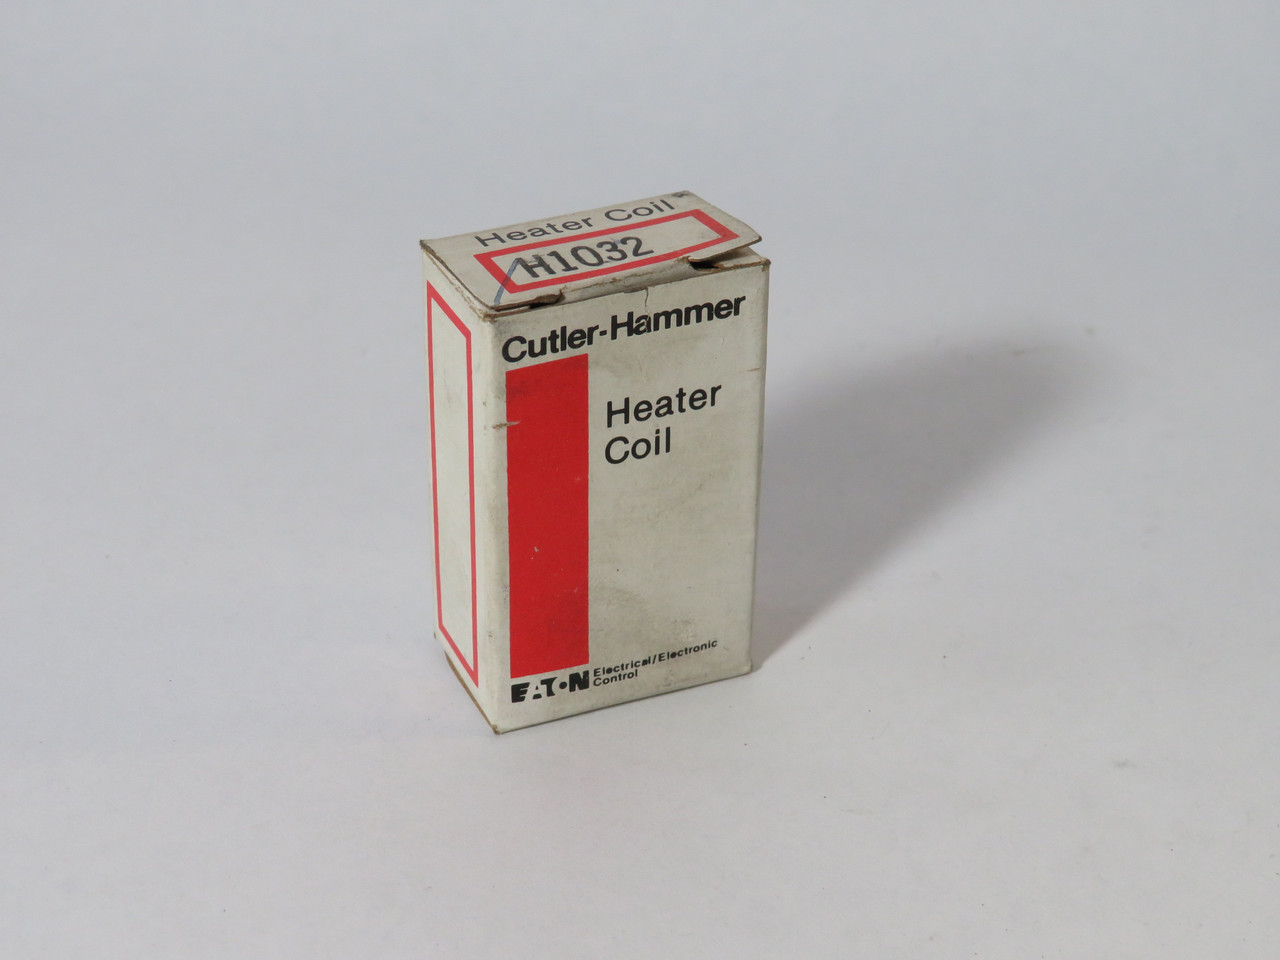 Heater Coil
H1032
Cutler-Hammer
Heater
Coil
EATON Electrical/Electronic
Control